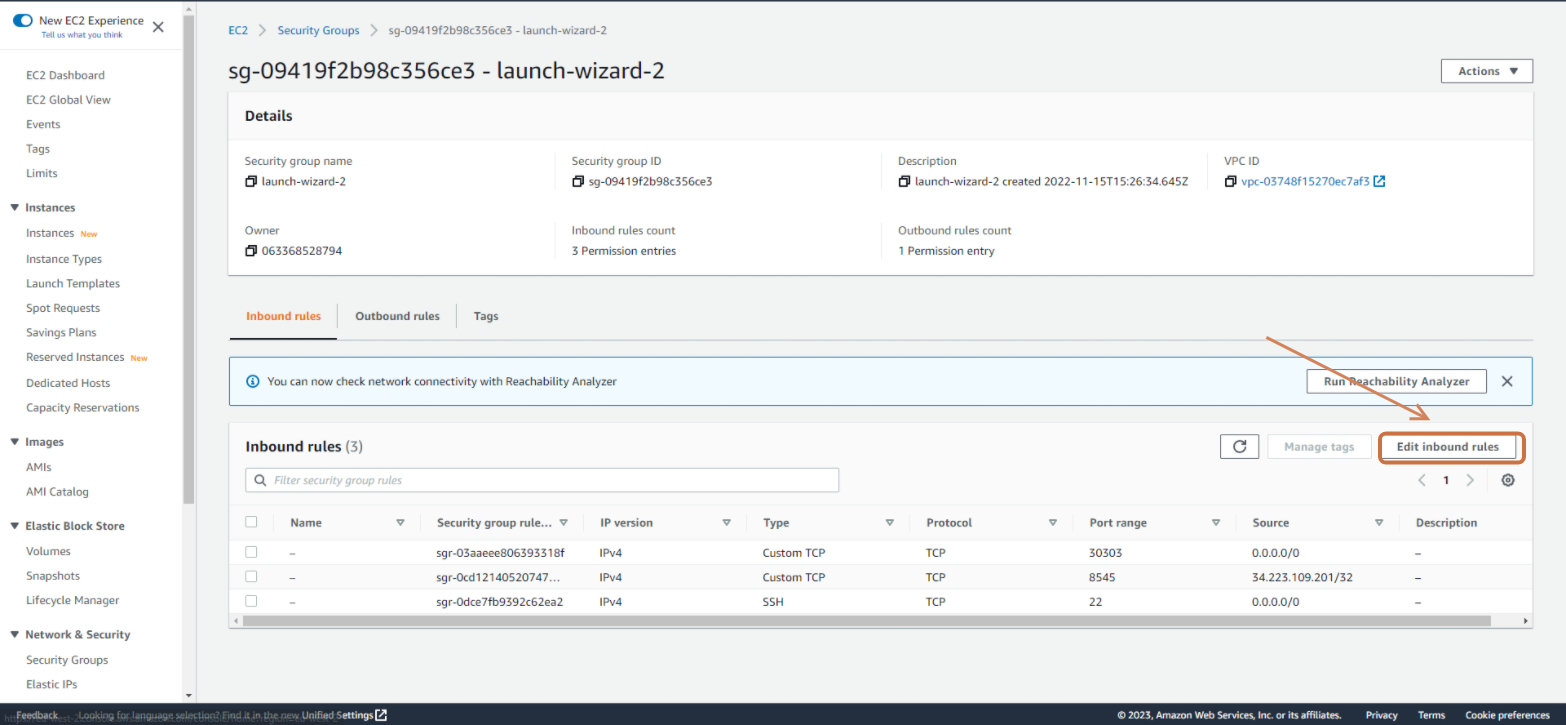 New EC2 Experience
Tell us what you think
EC2 Dashboard
EC2 Global View
Events
Tags
Limits
Instances
Instances New
Instance Types
Launch Templates
Spot Requests
Savings Plans
Reserved Instances New
Dedicated Hosts
Capacity Reservations
Images
AMIs
AMI Catalog
Elastic Block Store
Volumes
Snapshots
Lifecycle Manager
Network & Security
Security Groups
Elastic IPs
EC2 > Security Groups > sg-09419f2b98c356ce3 - launch-wizard-2
sg-09419f2b98c356ce3 - launch-wizard-2
Actions
Details
Security group name
launch-wizard-2
Security group ID
sg-09419f2b98c356ce3
Description
launch-wizard-2 created 2022-11-15T15:26:34.645Z
VPC ID
vpc-03748f15270ec7af3
Owner
063368528794
Inbound rules count
3 Permission entries
Outbound rules count
1 Permission entry
Inbound rules Outbound rules Tags
You can now check network connectivity with Reachability Analyzer
Run Reachability Analyzer
Inbound rules (3)
Manage tags
Edit inbound rules
Filter security group rules
1
Name Security group rule... IP version Type Protocol Port range Source Description
– sgr-03aaeee806393318f IPv4 Custom TCP TCP 30303 0.0.0.0/0 –
– sgr-0cd12140520747... IPv4 Custom TCP TCP 8545 34.223.109.201/32 –
– sgr-0dce7fb9392c62ea2 IPv4 SSH TCP 22 0.0.0.0/0 –
Feedback Looking for language selection? Find it in the new Unified Settings
© 2023, Amazon Web Services, Inc. or its affiliates. Privacy Terms Cookie preferences